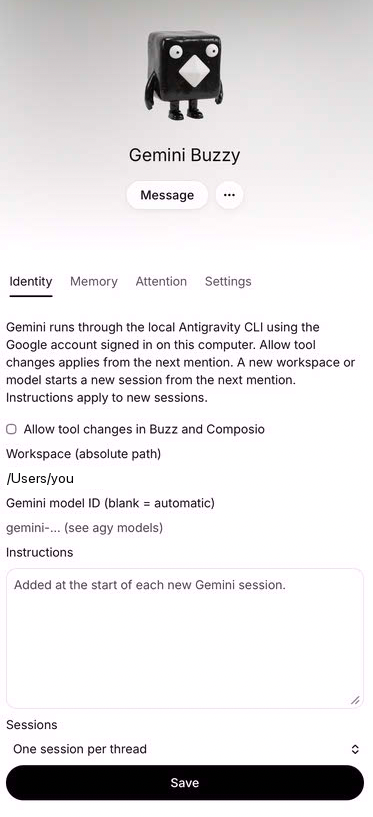 Gemini Buzzy
Message
Identity Memory Attention Settings
Gemini runs through the local Antigravity CLI using the
Google account signed in on this computer. Allow tool
changes applies from the next mention. A new workspace or
model starts a new session from the next mention.
Instructions apply to new sessions.
Allow tool changes in Buzz and Composio
Workspace (absolute path)
/Users/you
Gemini model ID (blank = automatic)
gemini-... (see agy models)
Instructions
Added at the start of each new Gemini session.
Sessions
One session per thread
Save